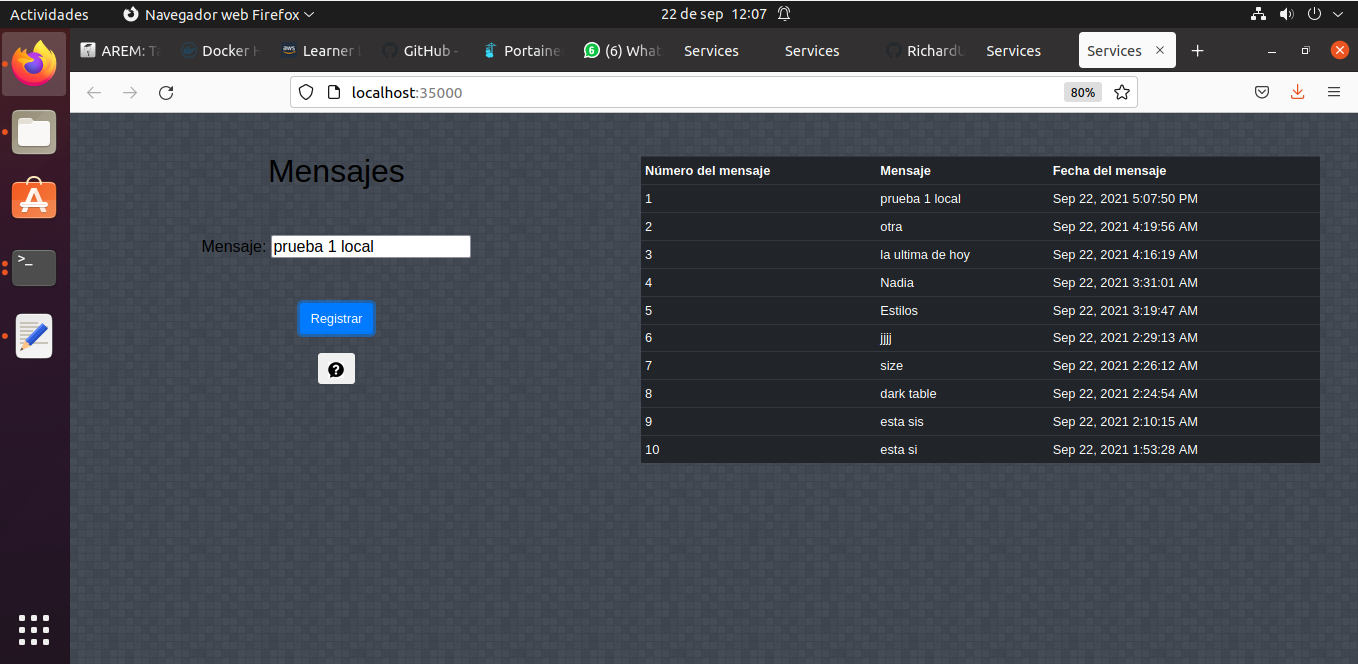 Actividades Navegador web Firefox 22 de sep 12:07
AREM: Ta Docker H Learner GitHub - Portaine (6) What Services Services RichardU Services Services
localhost:35000 80%
Mensajes
Mensaje: prueba 1 local
Registrar
Número del mensaje Mensaje Fecha del mensaje
1 prueba 1 local Sep 22, 2021 5:07:50 PM
2 otra Sep 22, 2021 4:19:56 AM
3 la ultima de hoy Sep 22, 2021 4:16:19 AM
4 Nadia Sep 22, 2021 3:31:01 AM
5 Estilos Sep 22, 2021 3:19:47 AM
6 jjjj Sep 22, 2021 2:29:13 AM
7 size Sep 22, 2021 2:26:12 AM
8 dark table Sep 22, 2021 2:24:54 AM
9 esta sis Sep 22, 2021 2:10:15 AM
10 esta si Sep 22, 2021 1:53:28 AM